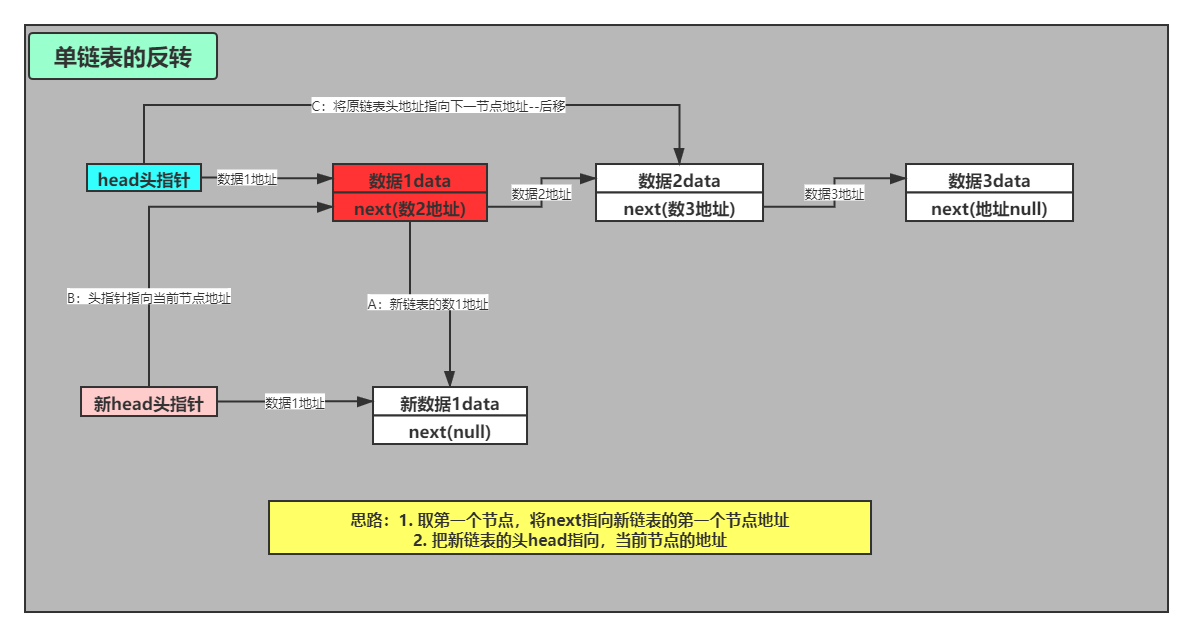 单链表的反转
C：将原链表头地址指向下一节点地址--后移
head头指针
数据1地址
数据1data
next(数2地址)
数据2地址
数据2data
next(数3地址)
数据3地址
数据3data
next(地址null)
B：头指针指向当前节点地址
A：新链表的数1地址
新head头指针
数据1地址
新数据1data
next(null)
思路：1. 取第一个节点，将next指向新链表的第一个节点地址
2. 把新链表的头head指向，当前节点的地址